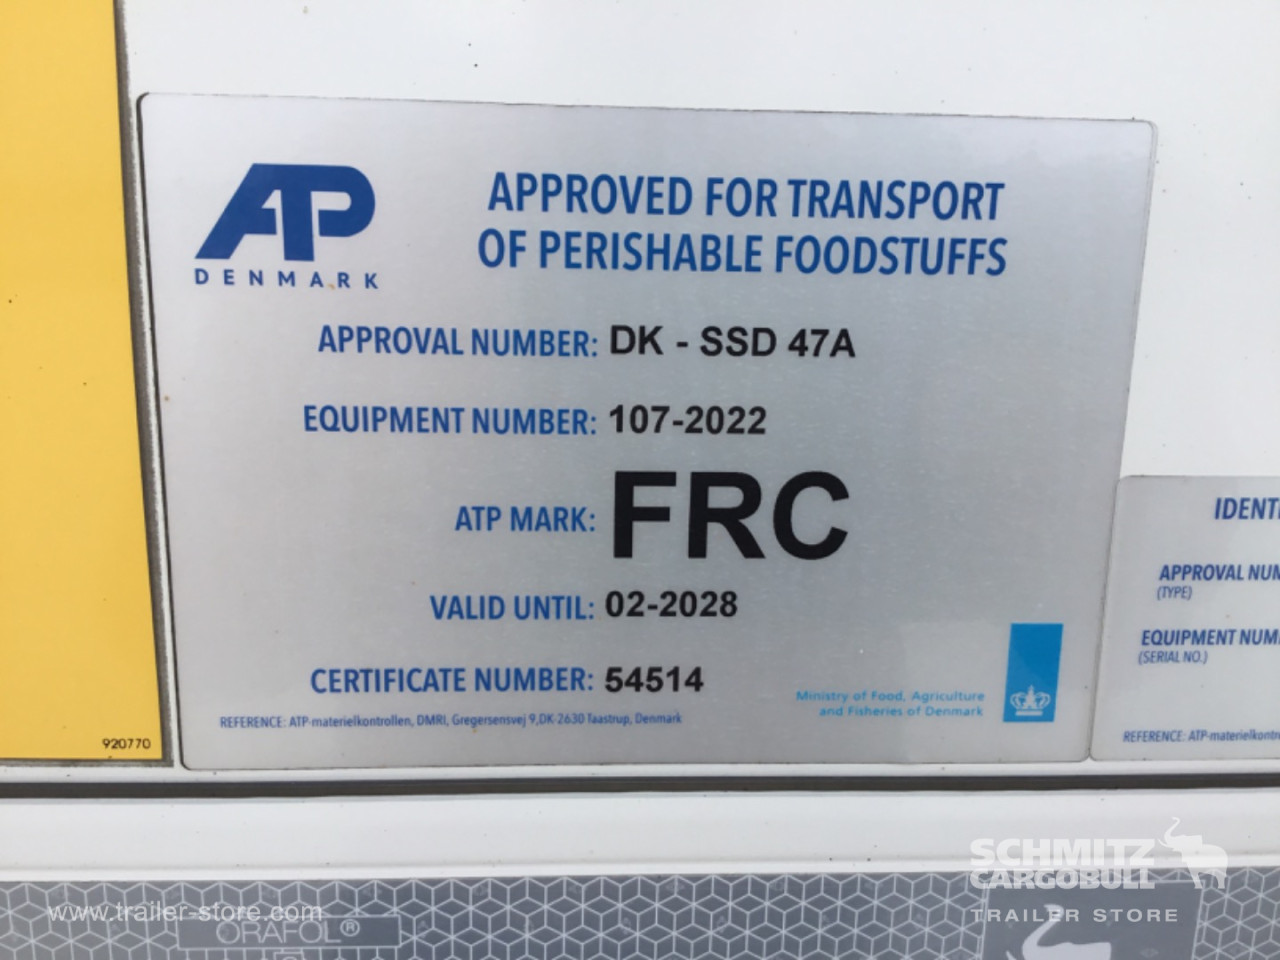 ATP
DENMARK
APPROVED FOR TRANSPORT
OF PERISHABLE FOODSTUFFS
APPROVAL NUMBER: DK - SSD 47A
EQUIPMENT NUMBER: 107-2022
ATP MARK: FRC
VALID UNTIL: 02-2028
CERTIFICATE NUMBER: 54514
REFERENCE: ATP-materielkontrollen, DMRI, Gregersensvej 9,DK-2630 Taastrup, Denmark
Ministry of Food, Agriculture
and Fisheries of Denmark
920770
IDENTI
APPROVAL NUM
(TYPE)
EQUIPMENT NUM
(SERIAL NO.)
REFERENCE: ATP-materielkontro
SCHMITZ
CARGOBULL
TRAILER STORE
www.trailer-store.com
ORAFOL®